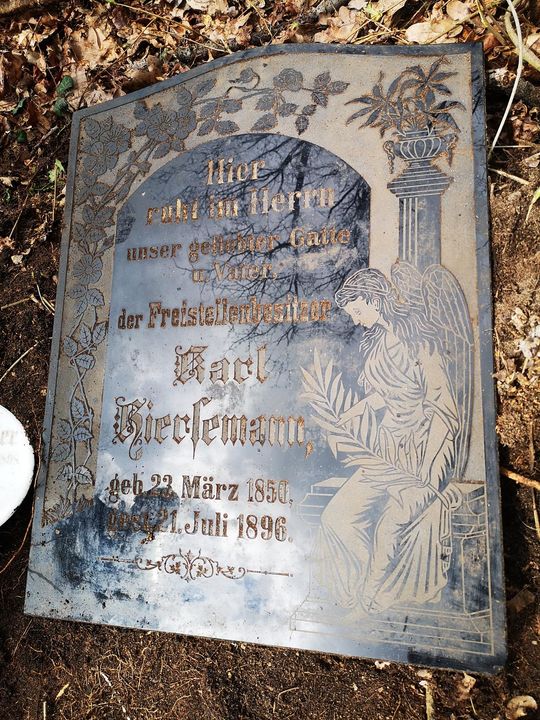 Hier
ruht im Herrn
unser geliebter Gatte
u. Vater,
der Freistellenbesitzer
Karl
Hiersemann,
geb. 23. März 1850,
gest. 21. Juli 1896.